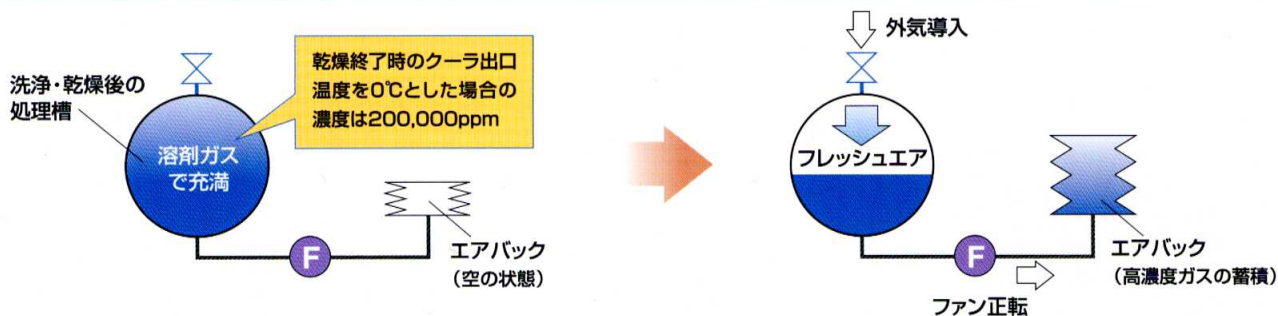 洗浄・乾燥後の
処理槽
溶剤ガス
で充満
乾燥終了時のクーラ出口
温度を0℃とした場合の
濃度は200,000ppm
F
エアバック
(空の状態)
外気導入
フレッシュエア
F
ファン正転
エアバック
(高濃度ガスの蓄積)